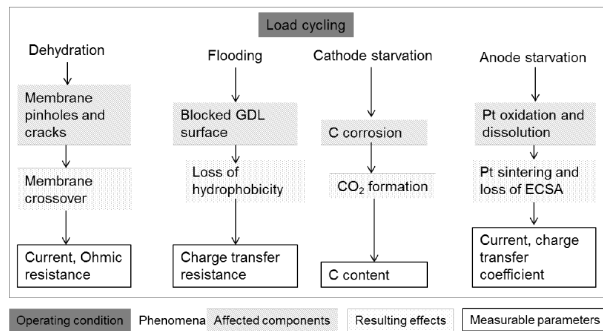 Load cycling
Dehydration
Flooding
Cathode starvation
Anode starvation
Membrane
pinholes and
cracks
Blocked GDL
surface
C corrosion
Pt oxidation and
dissolution
Membrane
crossover
Loss of
hydrophobicity
CO₂ formation
Pt sintering and
loss of ECSA
Current, Ohmic
resistance
Charge transfer
resistance
C content
Current, charge
transfer
coefficient
Operating condition
Phenomena
Affected components
Resulting effects
Measurable parameters